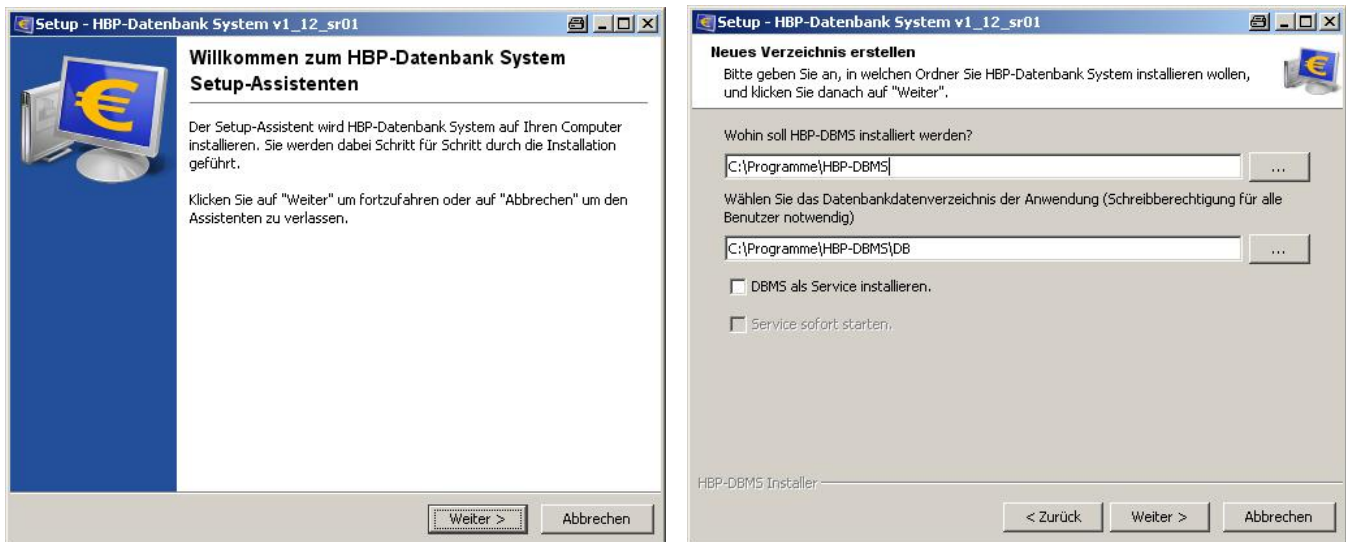 Setup - HBP-Datenbank System v1_12_sr01
Willkommen zum HBP-Datenbank System
Setup-Assistenten
Der Setup-Assistent wird HBP-Datenbank System auf Ihren Computer
installieren. Sie werden dabei Schritt für Schritt durch die Installation
geführt.
Klicken Sie auf "Weiter" um fortzufahren oder auf "Abbrechen" um den
Assistenten zu verlassen.
Weiter >
Abbrechen
Setup - HBP-Datenbank System v1_12_sr01
Neues Verzeichnis erstellen
Bitte geben Sie an, in welchen Ordner Sie HBP-Datenbank System installieren wollen,
und klicken Sie danach auf "Weiter".
Wohin soll HBP-DBMS installiert werden?
C:\Programme\HBP-DBMS
...
Wählen Sie das Datenbankdatenverzeichnis der Anwendung (Schreibberechtigung für alle
Benutzer notwendig)
C:\Programme\HBP-DBMS\DB
...
DBMS als Service installieren.
Service sofort starten.
HBP-DBMS Installer
< Zurück
Weiter >
Abbrechen